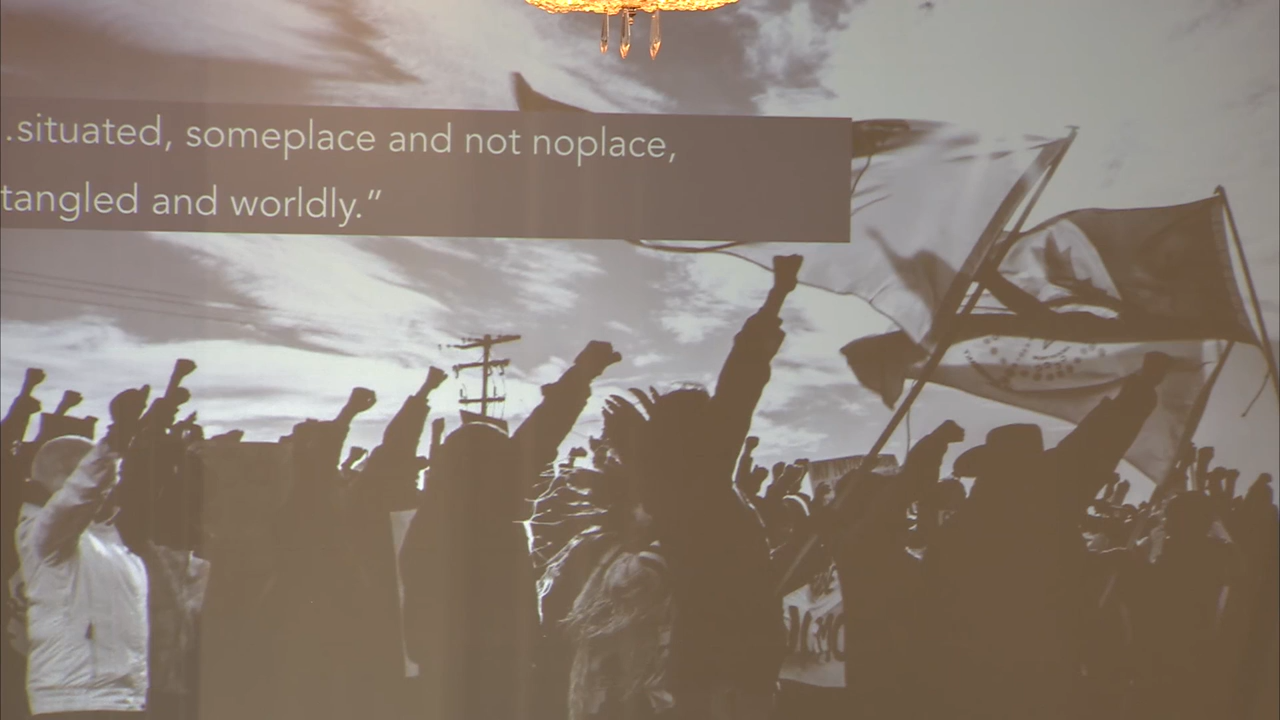 .situated, someplace and not noplace,
tangled and worldly.”